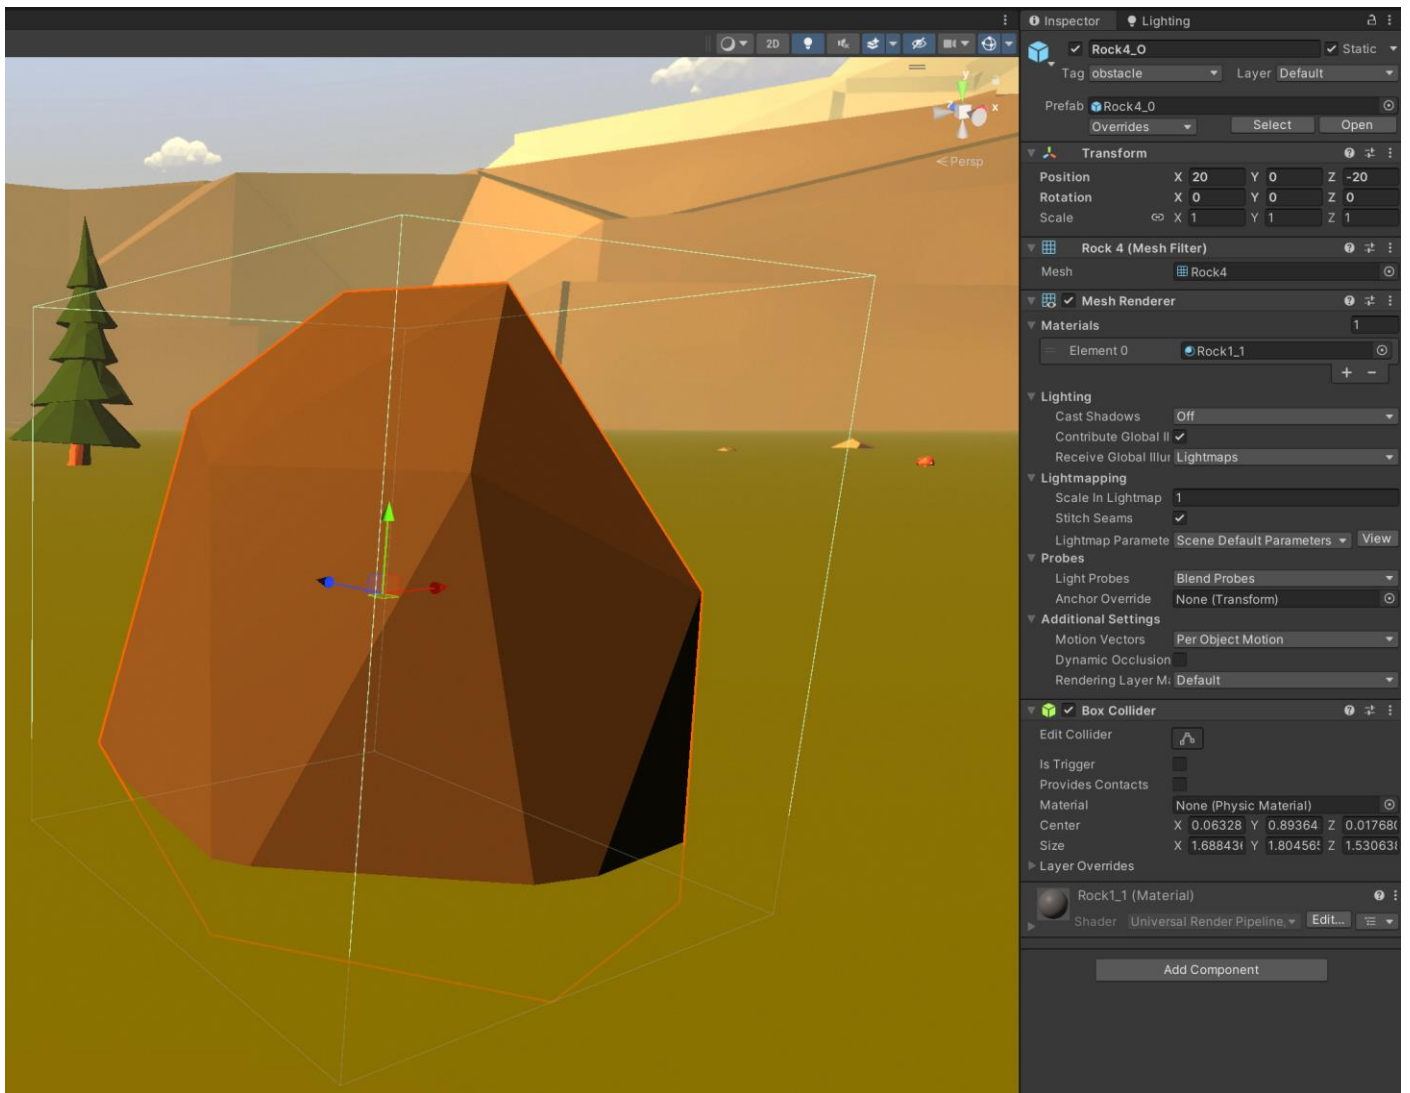 Inspector Lighting
Rock4_O Static
Tag obstacle Layer Default
Prefab Rock4_0
Overrides Select Open
Transform
Position X 20 Y 0 Z -20
Rotation X 0 Y 0 Z 0
Scale X 1 Y 1 Z 1
Rock 4 (Mesh Filter)
Mesh Rock4
Mesh Renderer
Materials 1
Element 0 Rock1_1
+ −
Lighting
Cast Shadows Off
Contribute Global Il
Receive Global Illur Lightmaps
Lightmapping
Scale In Lightmap 1
Stitch Seams
Lightmap Paramete Scene Default Parameters View
Probes
Light Probes Blend Probes
Anchor Override None (Transform)
Additional Settings
Motion Vectors Per Object Motion
Dynamic Occlusion
Rendering Layer Ma Default
Box Collider
Edit Collider
Is Trigger
Provides Contacts
Material None (Physic Material)
Center X 0.06328 Y 0.89364 Z 0.01768
Size X 1.68843 Y 1.80456 Z 1.53063
Layer Overrides
Rock1_1 (Material)
Shader Universal Render Pipeline, Edit...
Add Component
2D
y
x
Persp